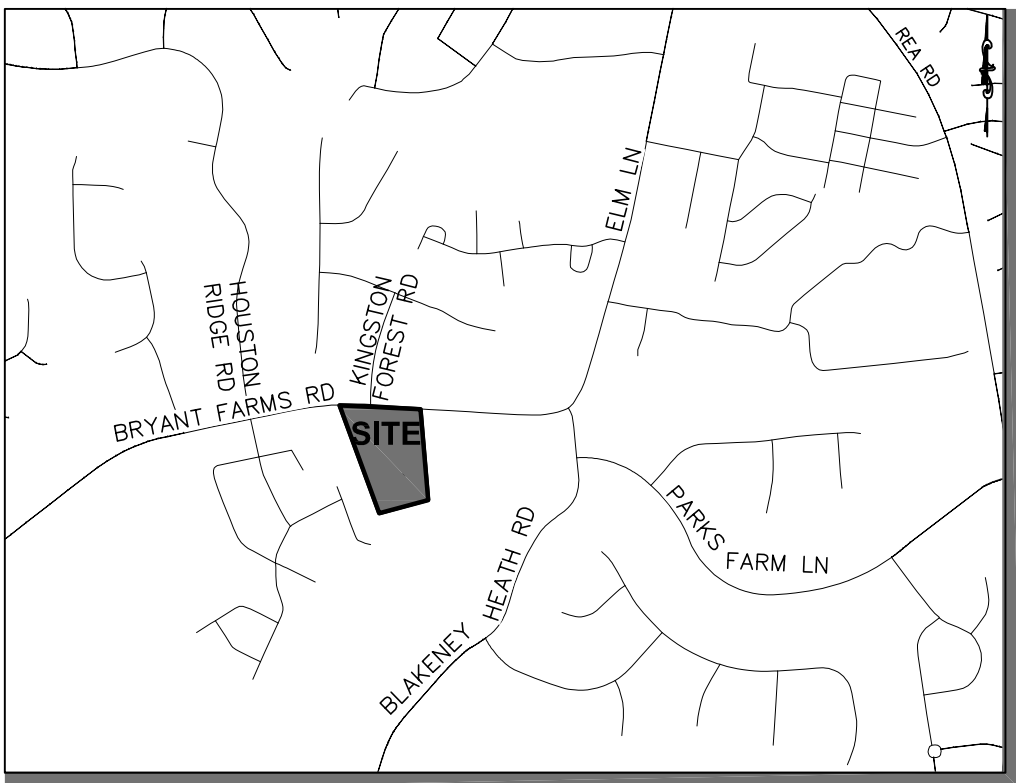 REA RD
ELM LN
HOUSTON
RIDGE RD
KINGSTON
FOREST RD
BRYANT FARMS RD
SITE
PARKS
FARM LN
BLAKENEY HEATH RD